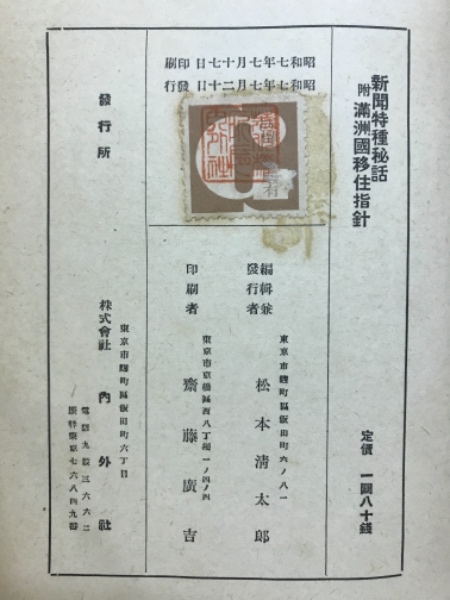 新聞特種秘話
附 滿洲國移住指針
定價 一圓八十錢
昭和七年七月十七日印刷
昭和七年七月二十日發行
編輯兼
發行者
東京市麴町區飯田町六ノ八一
松本清太郎
印刷者
東京市京橋區西八丁堀一ノ四ノ四
齋藤廣吉
發行所
東京市麴町區飯田町六丁目
株式會社 內外社
電話九段三六六二
振替東京七六八四九番